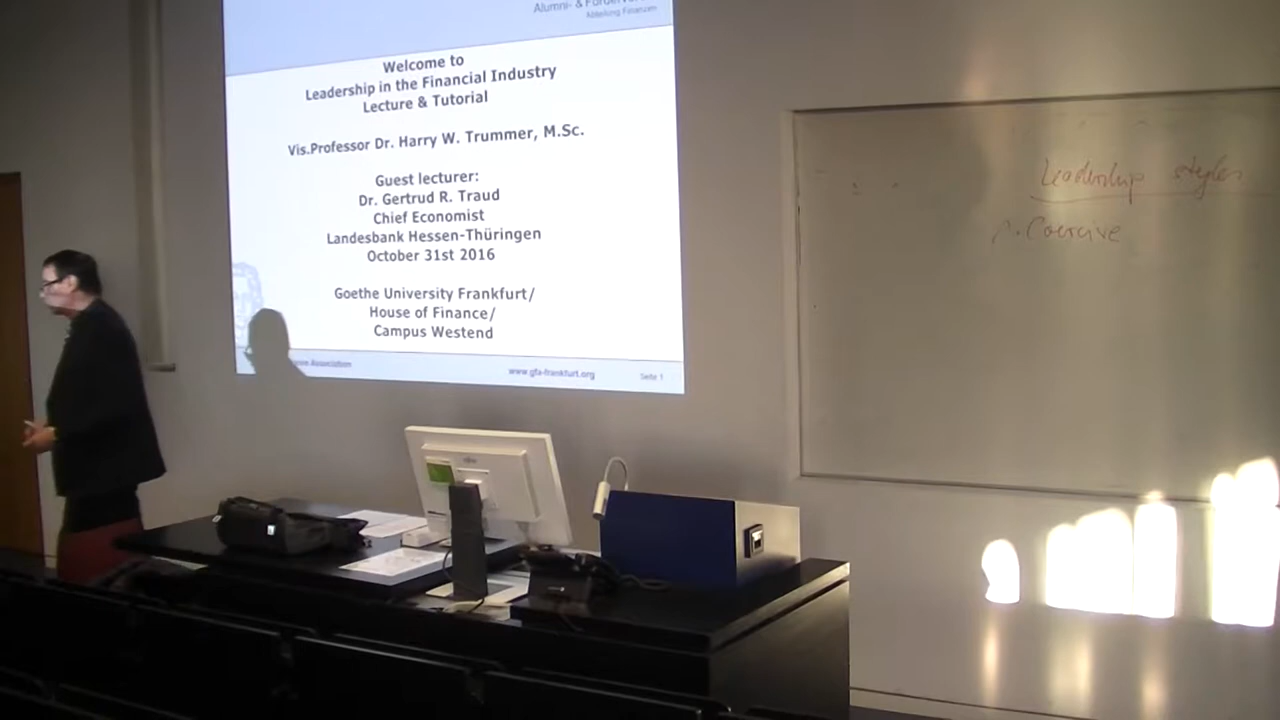 Alumni- & Förderver
Abteilung Finanzen
Welcome to
Leadership in the Financial Industry
Lecture & Tutorial
Vis.Professor Dr. Harry W. Trummer, M.Sc.
Guest lecturer:
Dr. Gertrud R. Traud
Chief Economist
Landesbank Hessen-Thüringen
October 31st 2016
Goethe University Frankfurt/
House of Finance/
Campus Westend
Association
www.gfa-frankfurt.org
Seite 1
Leadership styles
Coercive